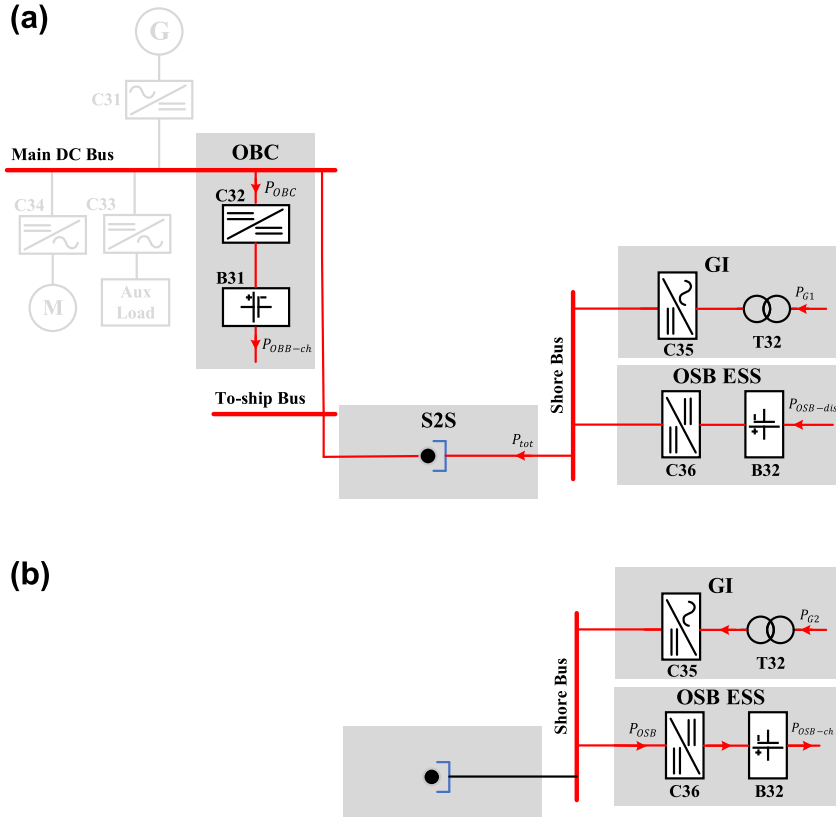 (a)
G
C31
Main DC Bus
OBC
P_OBC
C34
C33
C32
B31
M
Aux
Load
P_OBB−ch
To-ship Bus
S2S
P_tot
Shore Bus
GI
P_G1
C35
T32
OSB ESS
P_OSB−dis
C36
B32
(b)
GI
P_G2
C35
T32
Shore Bus
OSB ESS
P_OSB
P_OSB−ch
C36
B32